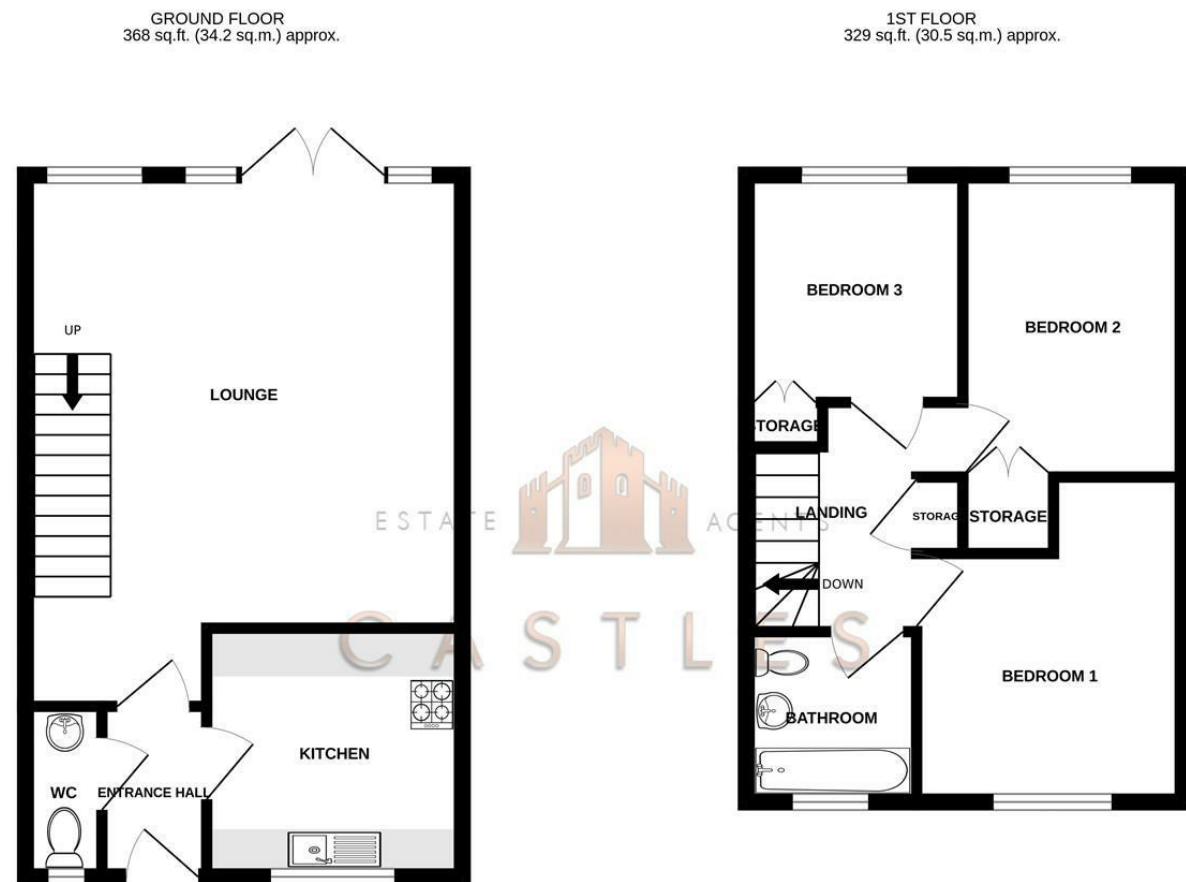 GROUND FLOOR
368 sq.ft. (34.2 sq.m.) approx.
UP
LOUNGE
KITCHEN
WC
ENTRANCE HALL
1ST FLOOR
329 sq.ft. (30.5 sq.m.) approx.
BEDROOM 3
BEDROOM 2
STORAGE
LANDING
STORAGE
STORAGE
DOWN
BEDROOM 1
BATHROOM
ESTATE AGENTS
CASTLES